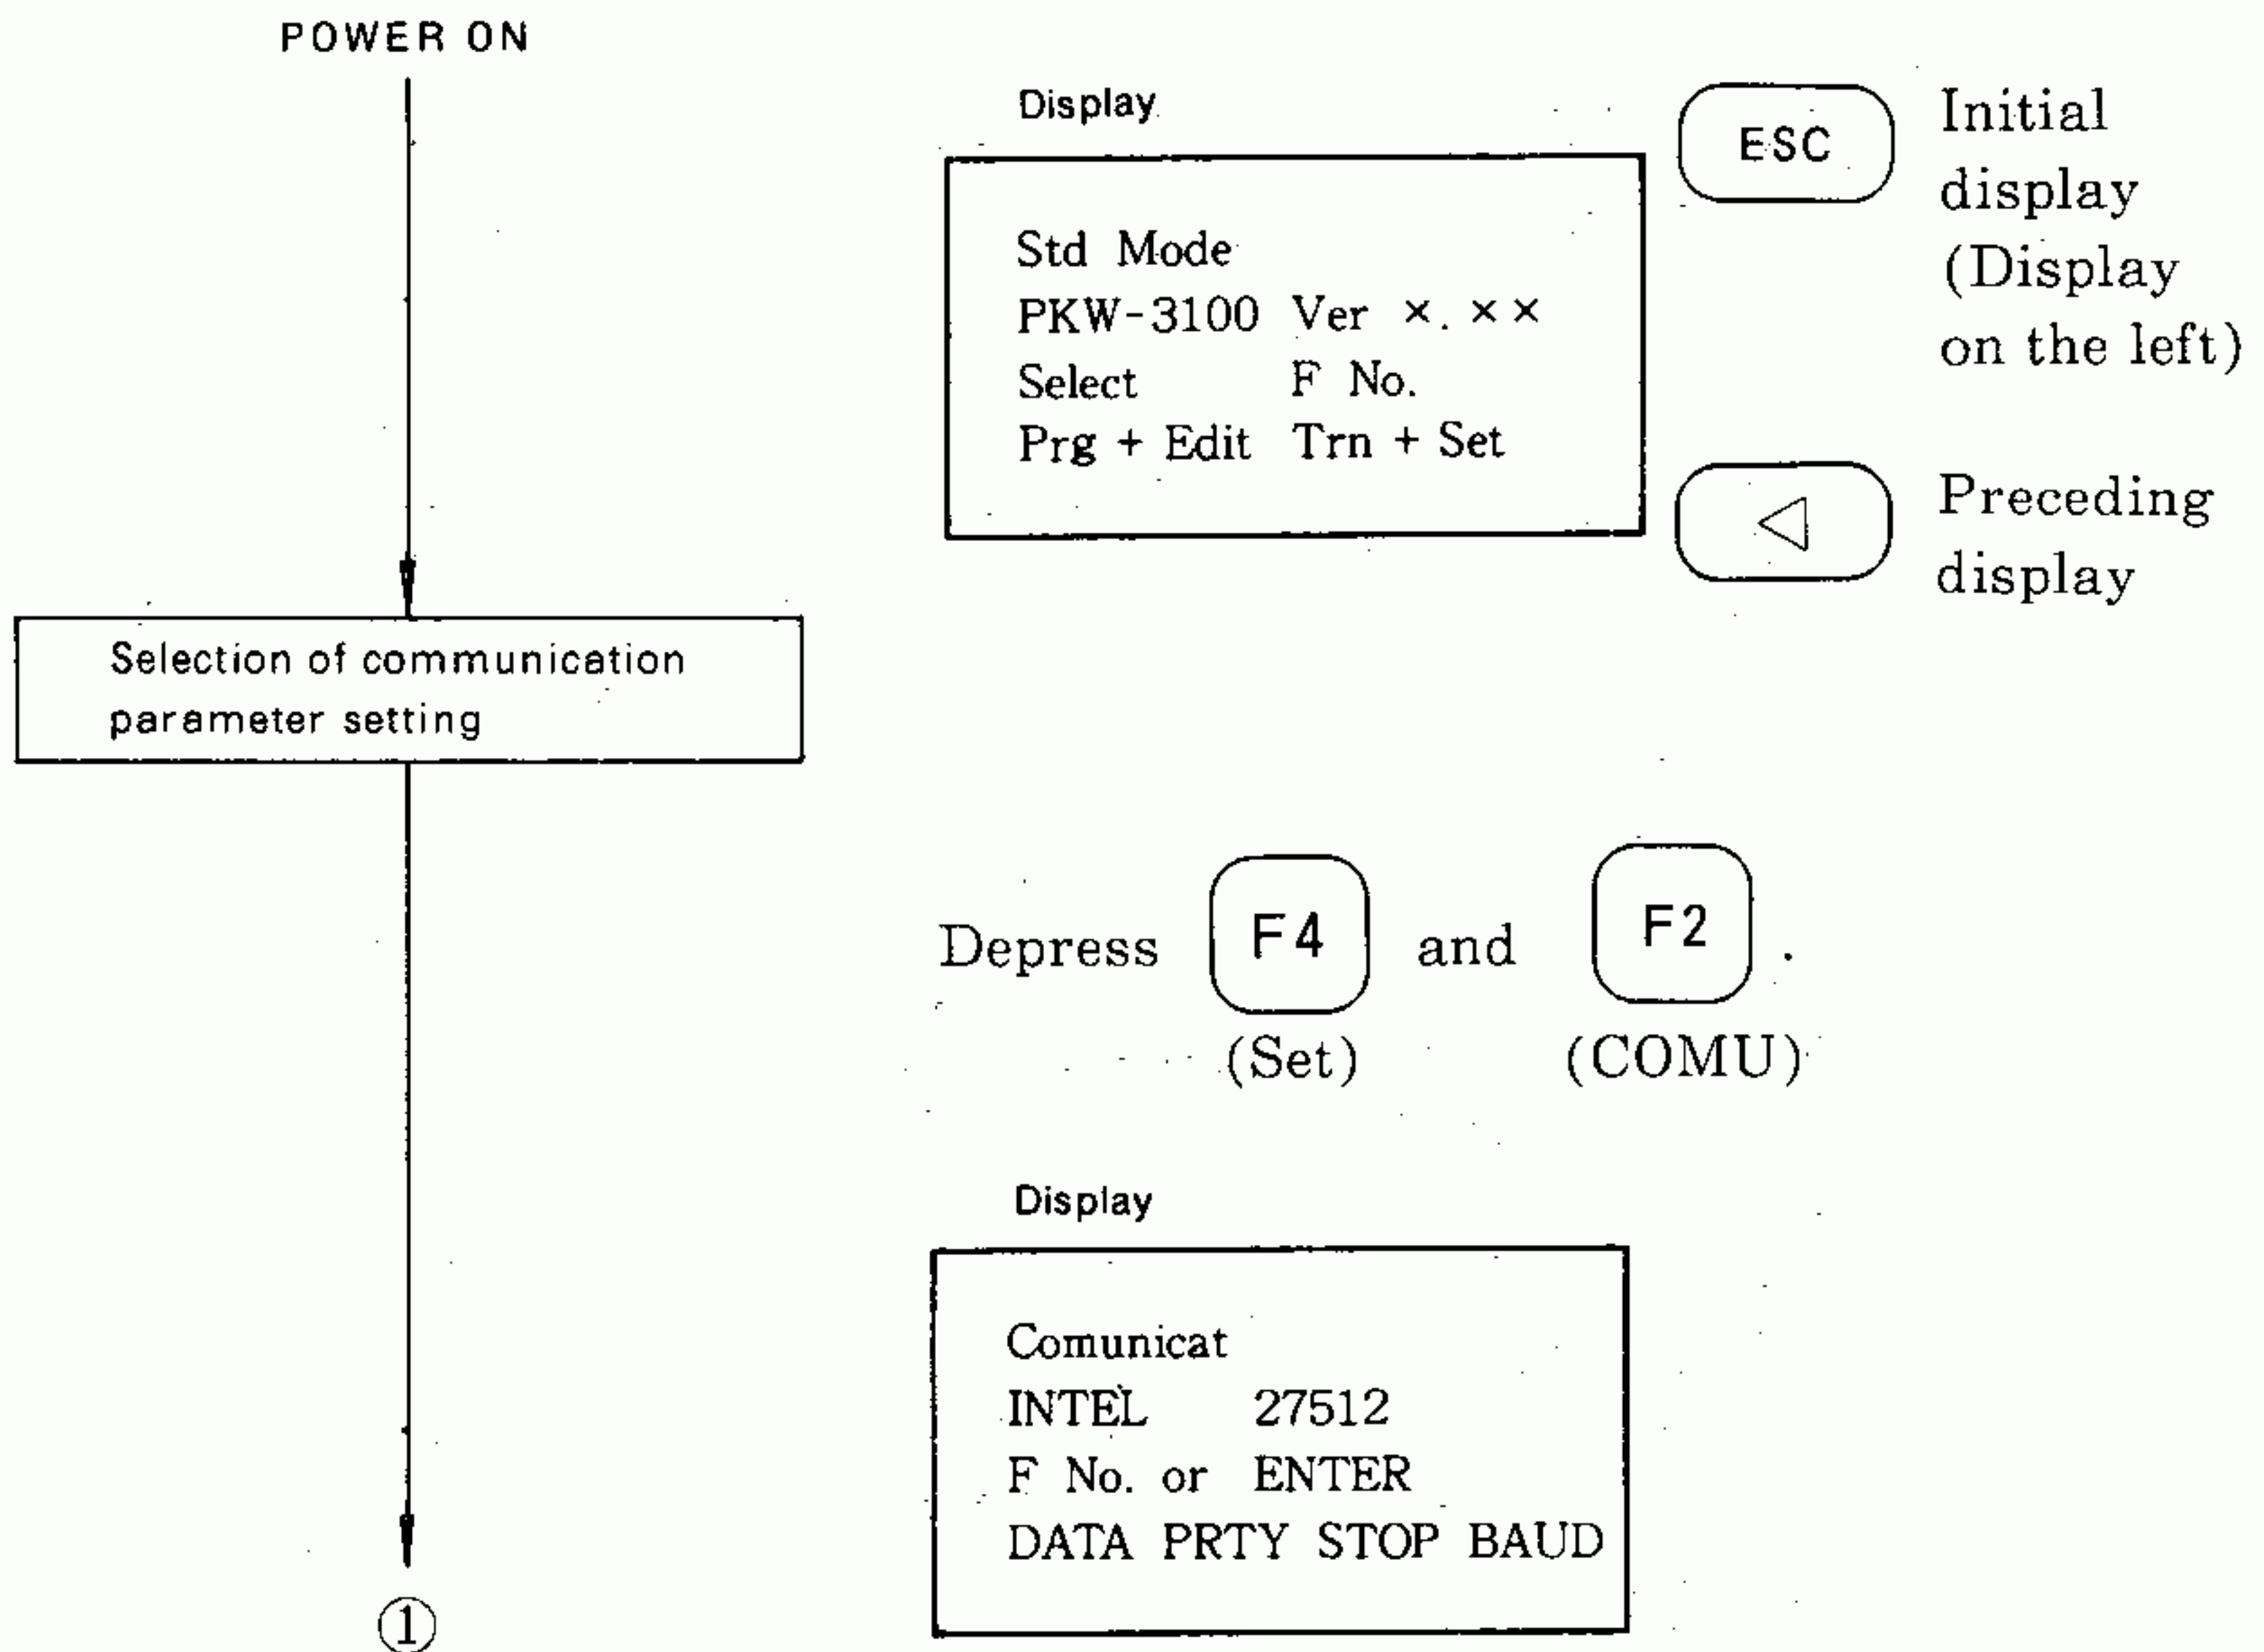 POWER ON
Display
Std Mode
PKW-3100 Ver ×.××
Select F No.
Prg + Edit Trn + Set
ESC
Initial
display
(Display
on the left)
◁
Preceding
display
Selection of communication
parameter setting
Depress F4 and F2 .
(Set) (COMU)
Display
Comunicat
INTEL 27512
F No. or ENTER
DATA PRTY STOP BAUD
①